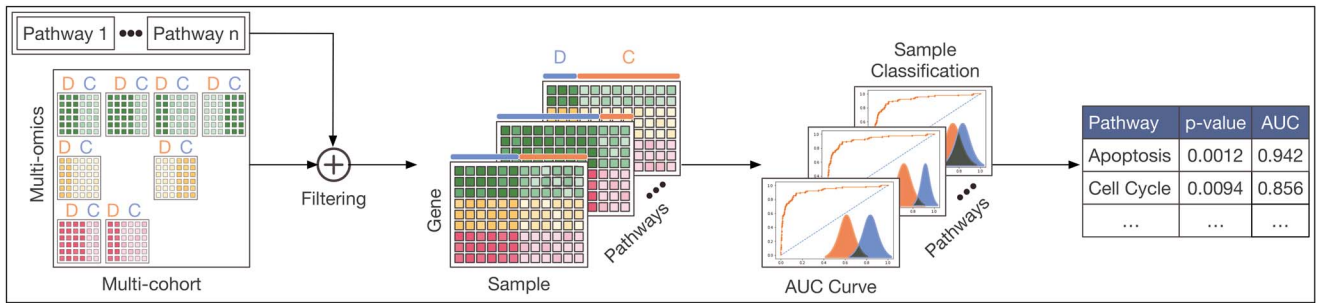 Pathway 1 ••• Pathway n
D C D C D C D C
D C D C
D C D C
Multi-omics
Multi-cohort
Filtering
D C
Gene
Sample
Pathways
Sample
Classification
AUC Curve
Pathways
Pathway p-value AUC
Apoptosis 0.0012 0.942
Cell Cycle 0.0094 0.856
... ... ...